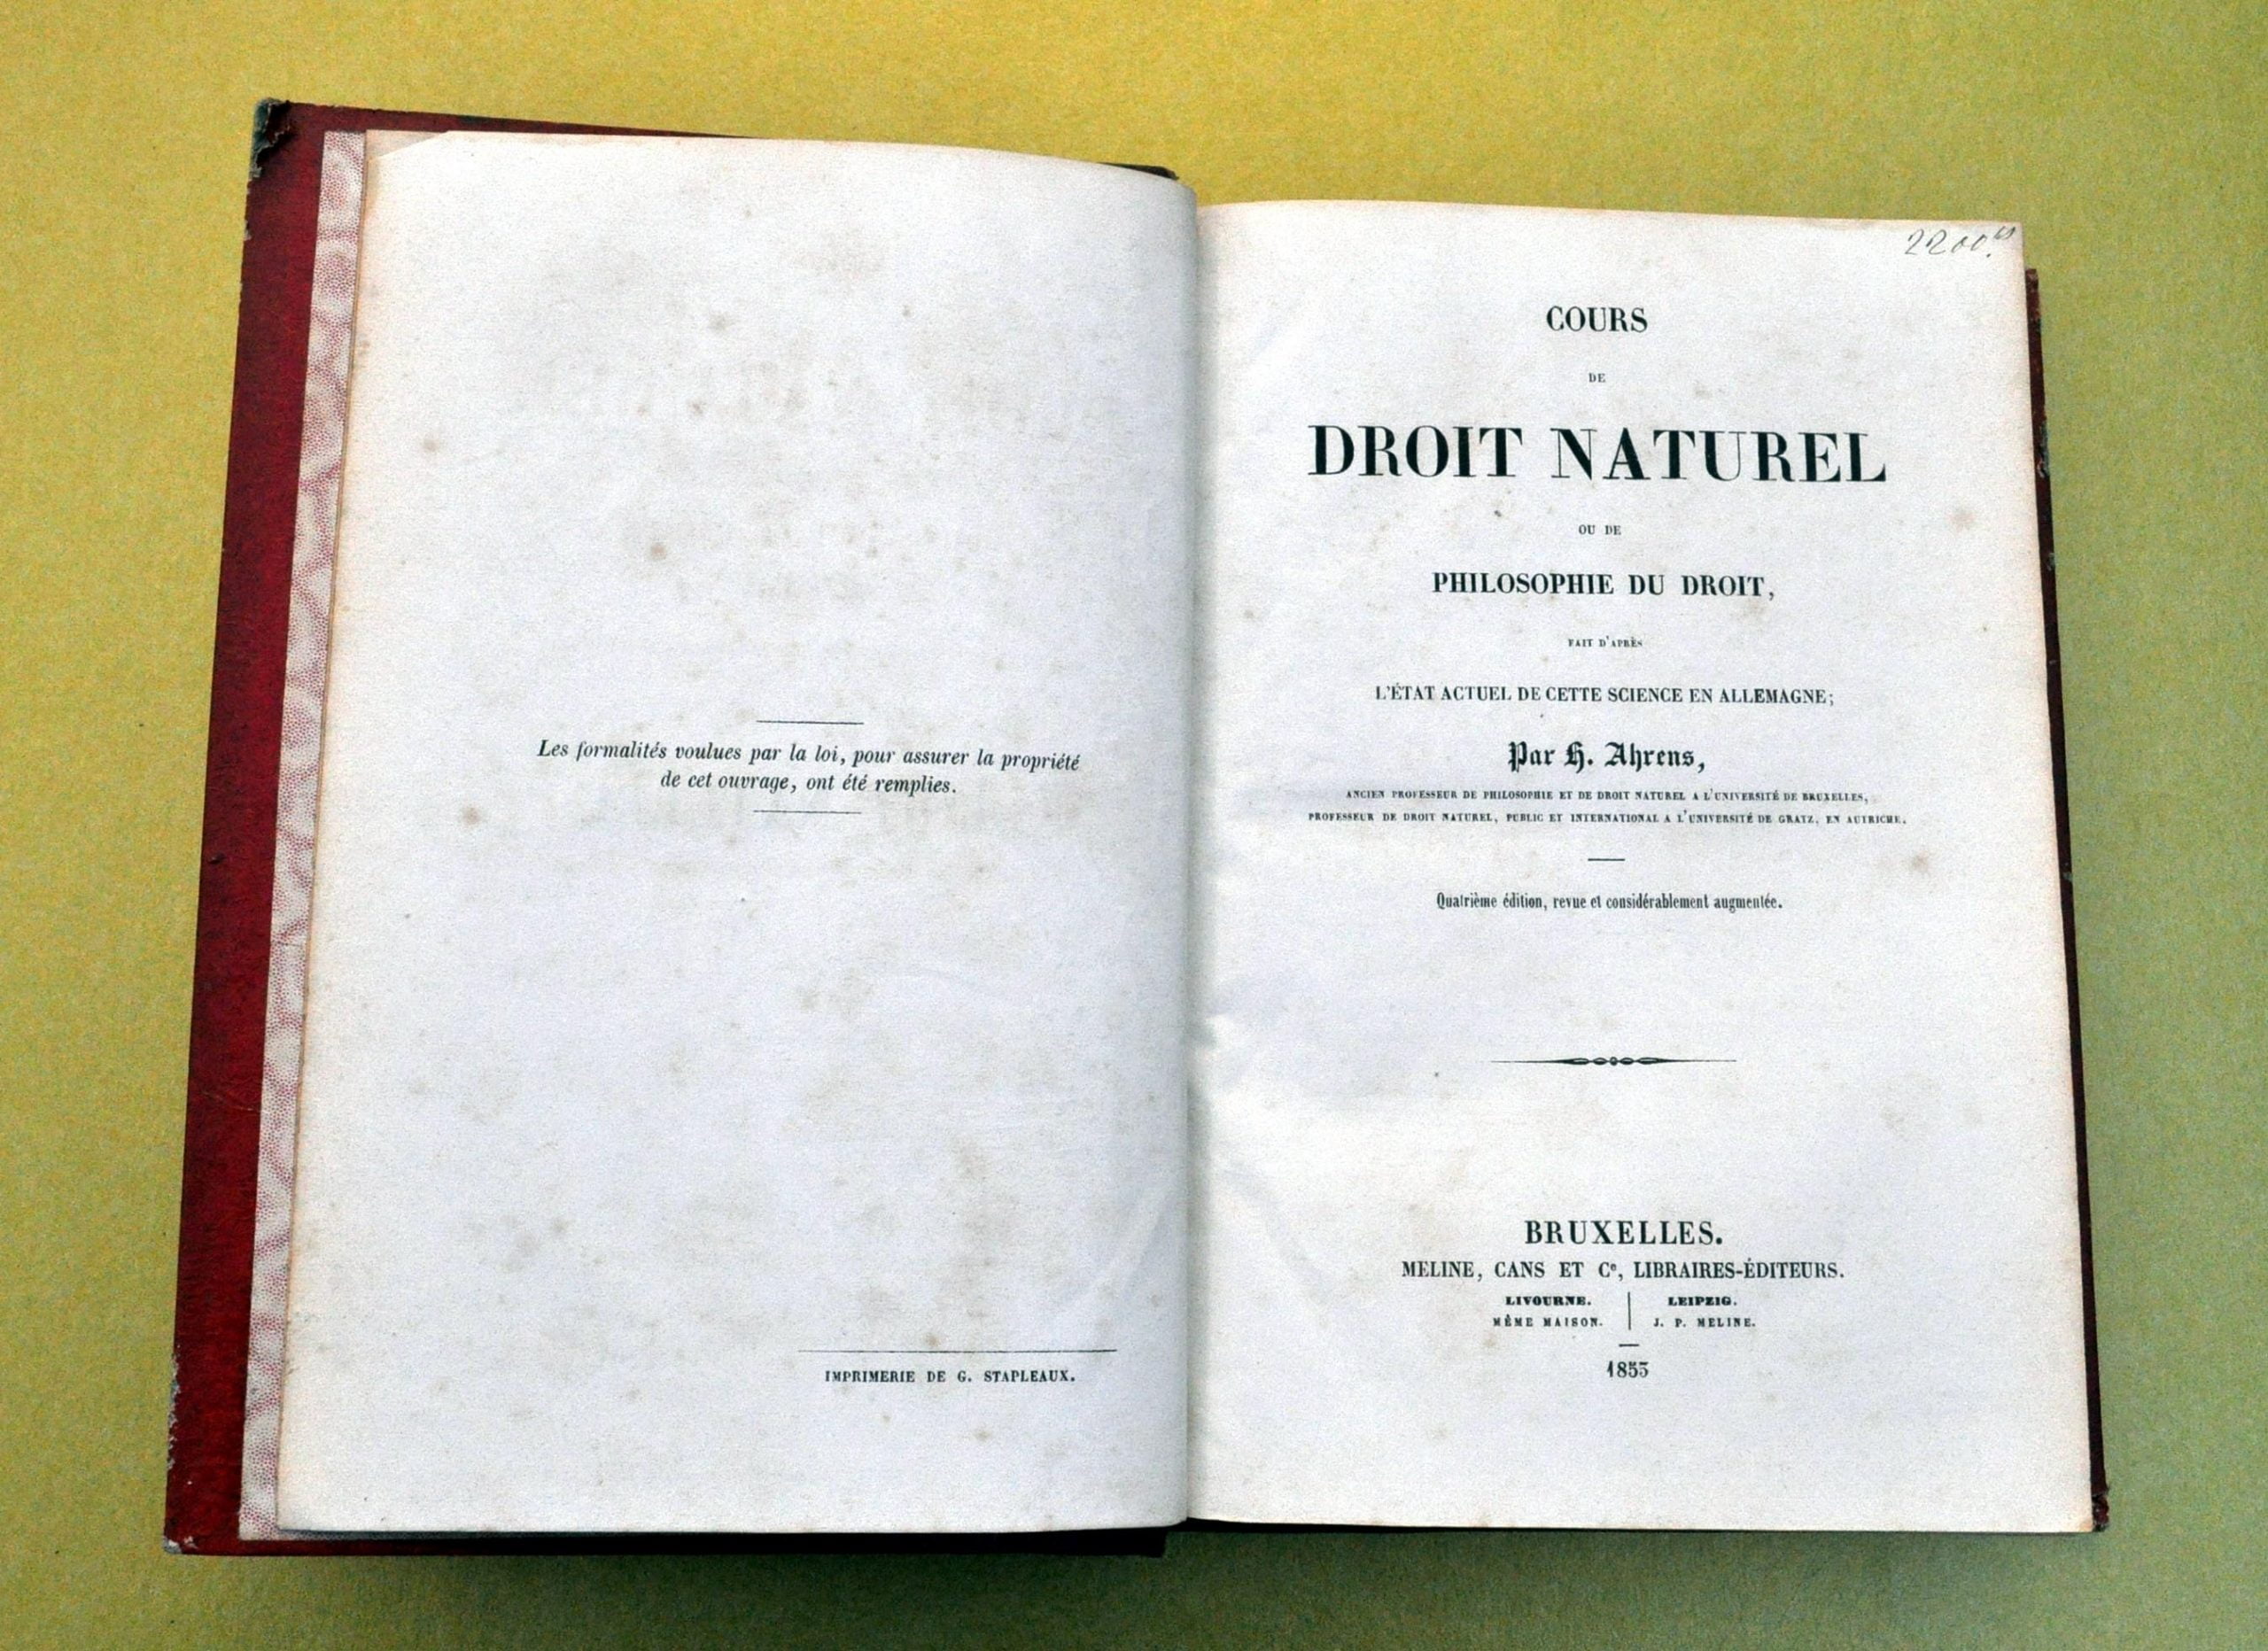 Les formalités voulues par la loi, pour assurer la propriété
de cet ouvrage, ont été remplies.
IMPRIMERIE DE G. STAPLEAUX.
2200
COURS
DE
DROIT NATUREL
OU DE
PHILOSOPHIE DU DROIT,
FAIT D'APRÈS
L'ÉTAT ACTUEL DE CETTE SCIENCE EN ALLEMAGNE;
Par H. Ahrens,
ANCIEN PROFESSEUR DE PHILOSOPHIE ET DE DROIT NATUREL A L'UNIVERSITÉ DE BRUXELLES,
PROFESSEUR DE DROIT NATUREL, PUBLIC ET INTERNATIONAL A L'UNIVERSITÉ DE GRATZ, EN AUTRICHE.
Quatrième édition, revue et considérablement augmentée.
BRUXELLES.
MELINE, CANS ET Cᵉ, LIBRAIRES-ÉDITEURS.
LIVOURNE. LEIPZIG.
MÊME MAISON. J. P. MELINE.
1853